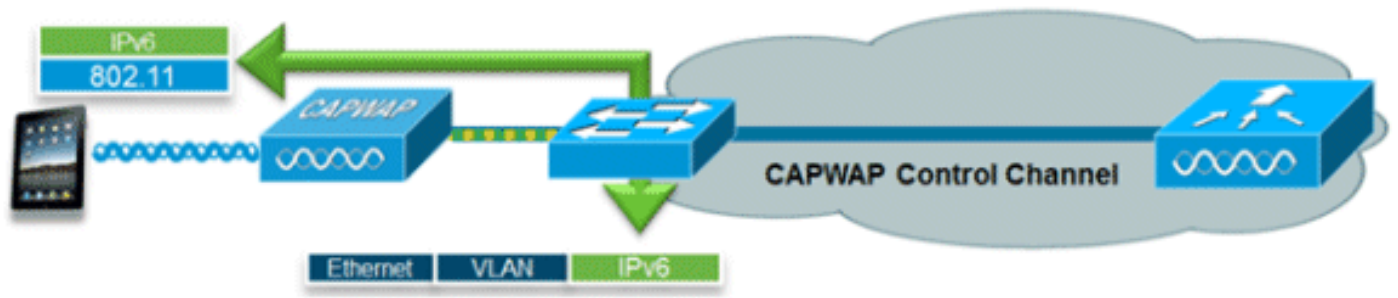 IPv6
802.11
CAPWAP
CAPWAP Control Channel
Ethernet VLAN IPv6